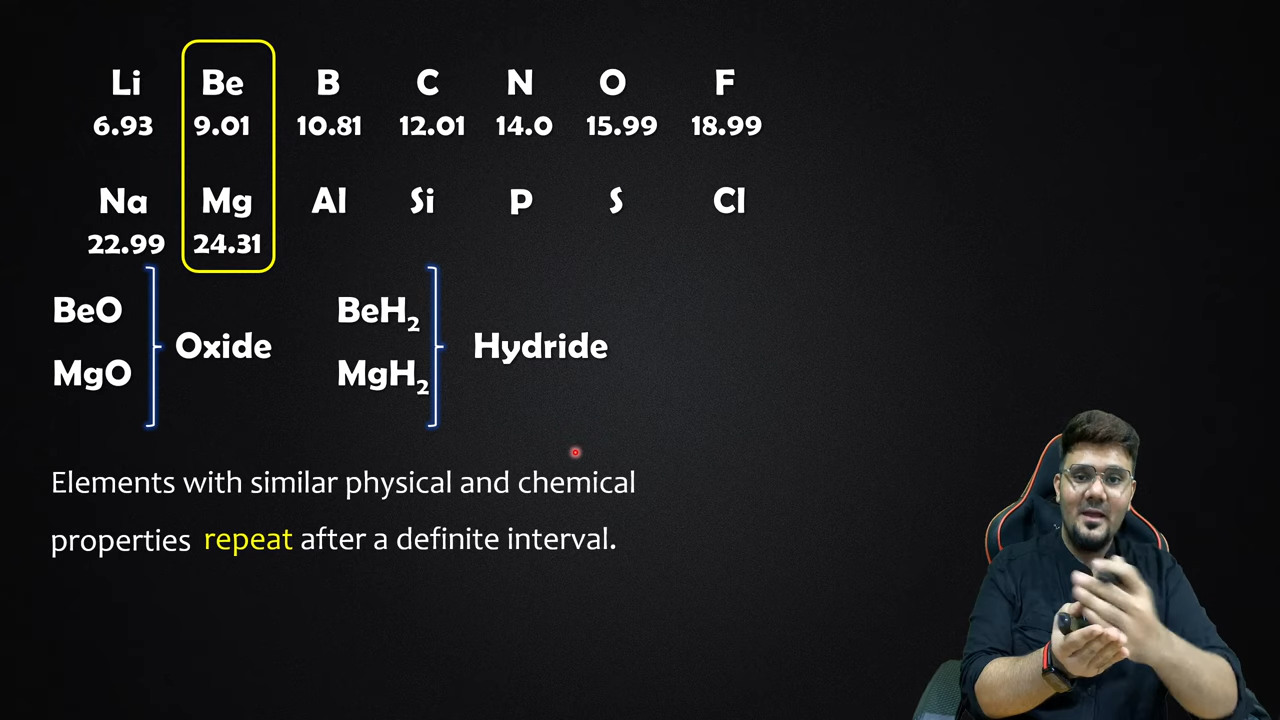 Li Be B C N O F
6.93 9.01 10.81 12.01 14.0 15.99 18.99
Na Mg Al Si P S Cl
22.99 24.31
BeO BeH₂
Oxide Hydride
MgO MgH₂
Elements with similar physical and chemical
properties repeat after a definite interval.